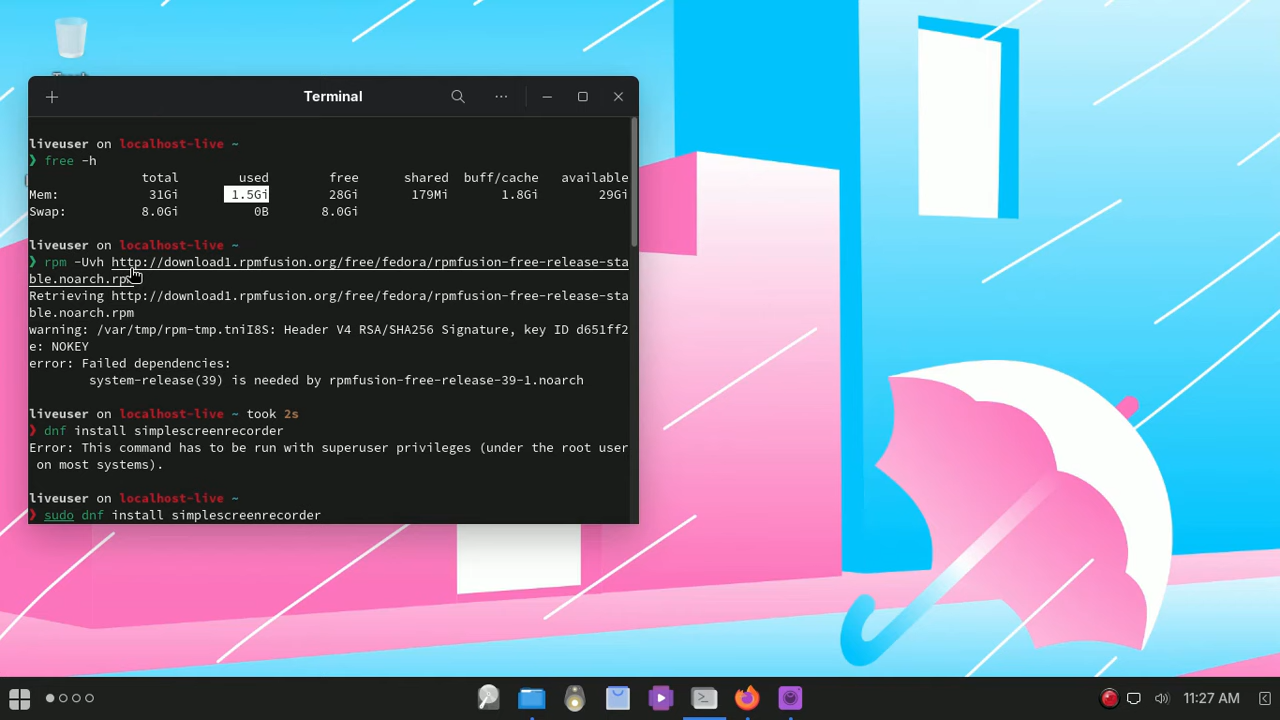 Terminal
liveuser on localhost-live ~
❯ free -h
total used free shared buff/cache available
Mem: 31Gi 1.5Gi 28Gi 179Mi 1.8Gi 29Gi
Swap: 8.0Gi 0B 8.0Gi
liveuser on localhost-live ~
❯ rpm -Uvh http://download1.rpmfusion.org/free/fedora/rpmfusion-free-release-sta
ble.noarch.rpm
Retrieving http://download1.rpmfusion.org/free/fedora/rpmfusion-free-release-sta
ble.noarch.rpm
warning: /var/tmp/rpm-tmp.tniI8S: Header V4 RSA/SHA256 Signature, key ID d651ff2
e: NOKEY
error: Failed dependencies:
system-release(39) is needed by rpmfusion-free-release-39-1.noarch
liveuser on localhost-live ~ took 2s
❯ dnf install simplescreenrecorder
Error: This command has to be run with superuser privileges (under the root user
on most systems).
liveuser on localhost-live ~
❯ sudo dnf install simplescreenrecorder
11:27 AM